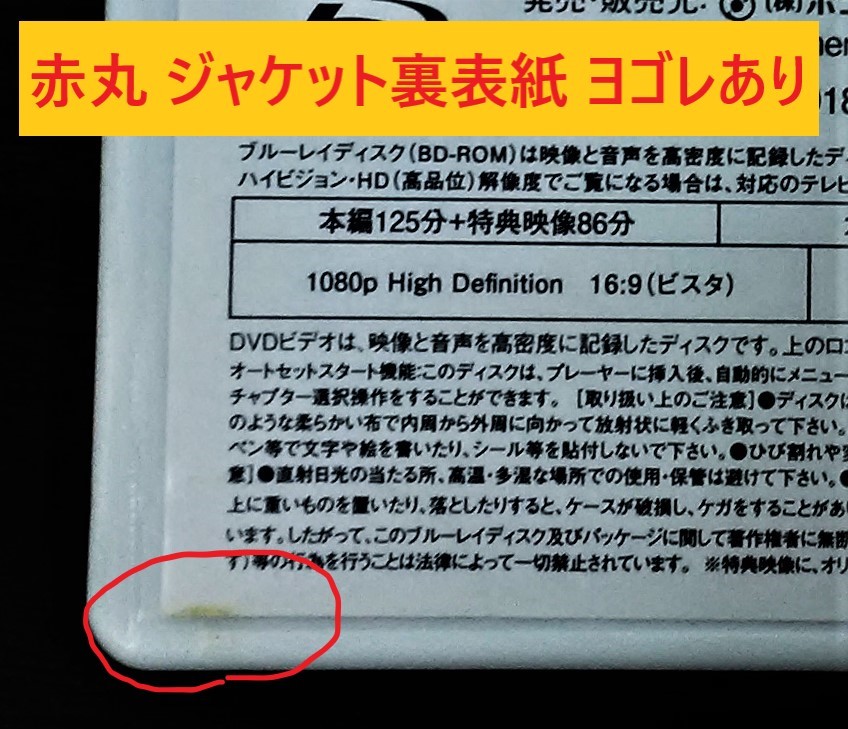 発売・販売元:
(株)ポ
赤丸 ジャケット裏表紙 ヨゴレあり
ブルーレイディスク(BD-ROM)は映像と音声を高密度に記録したデ
ハイビジョン・HD(高品位)解像度でご覧になる場合は、対応のテレビ
本編125分+特典映像86分
1080p High Definition 16:9(ビスタ)
DVDビデオは、映像と音声を高密度に記録したディスクです。上のロ
オートセットスタート機能:このディスクは、プレーヤーに挿入後、自動的にメニュー
チャプター選択操作をすることができます。 [取り扱い上のご注意]●ディスクは
のような柔らかい布で内周から外周に向かって放射状に軽くふき取って下さい。
ペン等で文字や絵を書いたり、シール等を貼付しないで下さい。●ひび割れや変
意]●直射日光の当たる所、高温・多湿な場所での使用・保管は避けて下さい。●
上に重いものを置いたり、落としたりすると、ケースが破損し、ケガをすることがあり
います。したがって、このブルーレイディスク及びパッケージに関して著作権者に無断
す)等の行為を行うことは法律によって一切禁止されています。 ※特典映像に、オリ